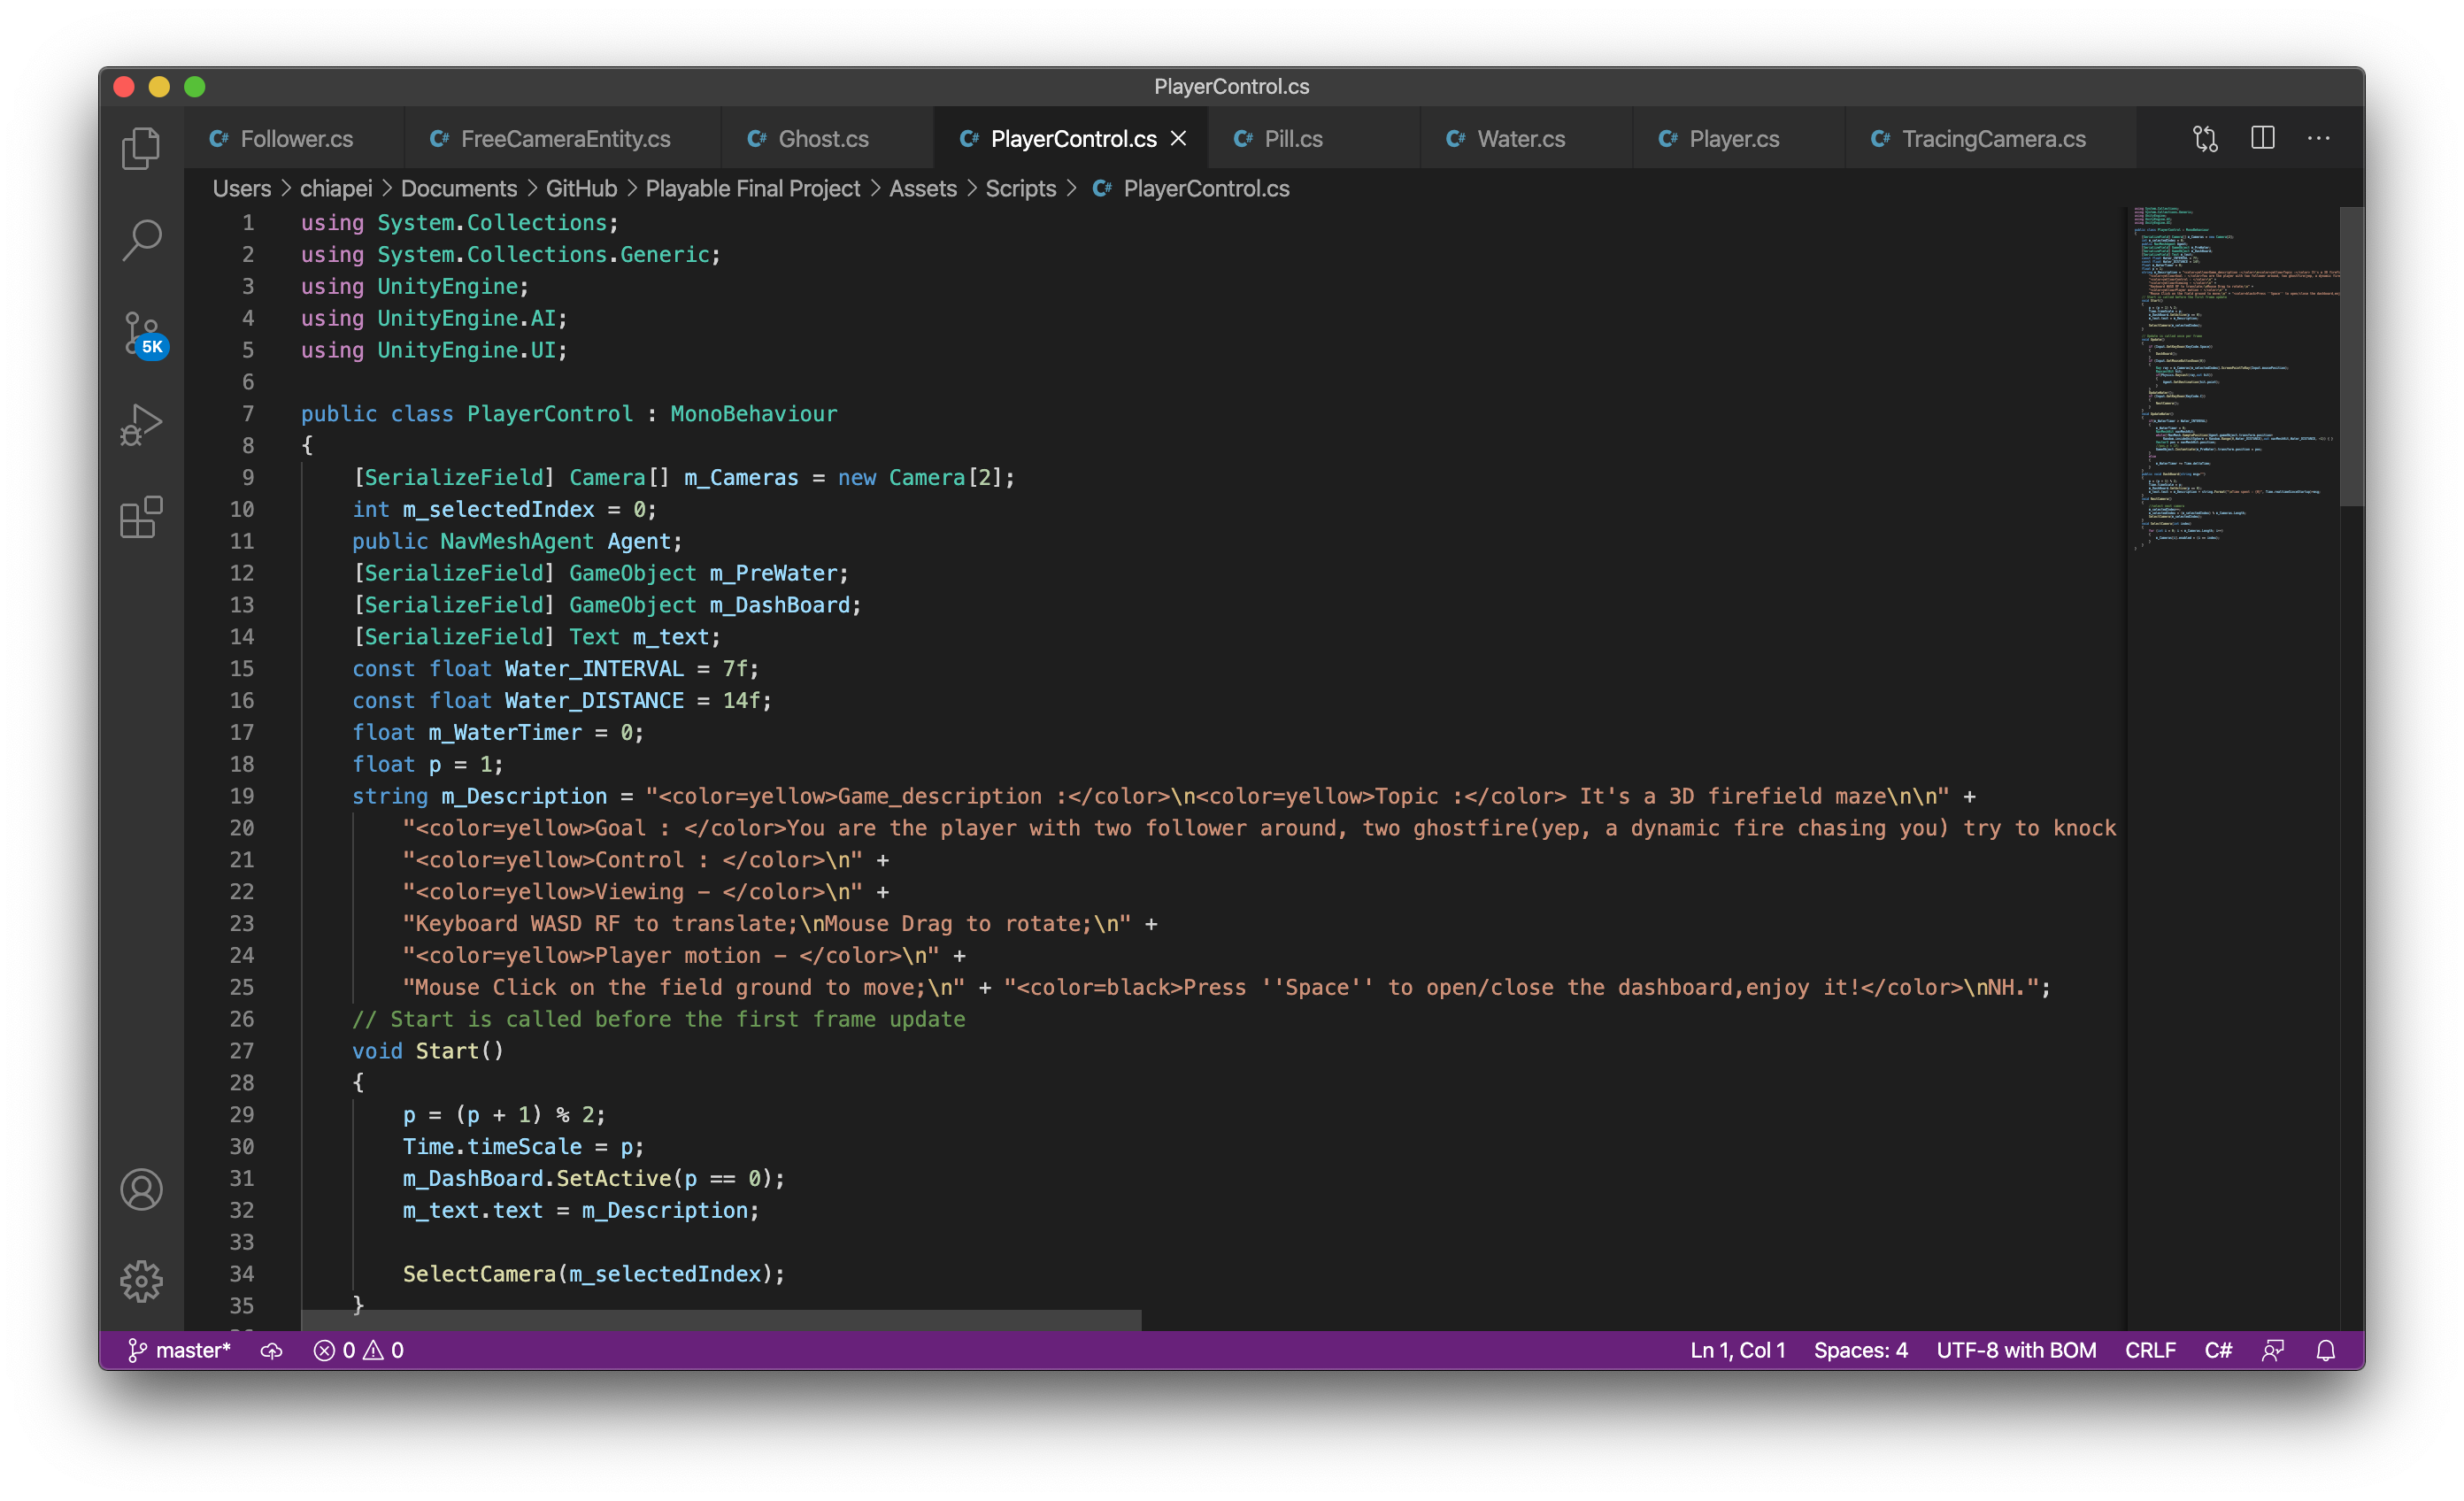 PlayerControl.cs
C# Follower.cs C# FreeCameraEntity.cs C# Ghost.cs C# PlayerControl.cs C# Pill.cs C# Water.cs C# Player.cs C# TracingCamera.cs
Users > chiapei > Documents > GitHub > Playable Final Project > Assets > Scripts > C# PlayerControl.cs
5K
1 using System.Collections;
2 using System.Collections.Generic;
3 using UnityEngine;
4 using UnityEngine.AI;
5 using UnityEngine.UI;
6
7 public class PlayerControl : MonoBehaviour
8 {
9 [SerializeField] Camera[] m_Cameras = new Camera[2];
10 int m_selectedIndex = 0;
11 public NavMeshAgent Agent;
12 [SerializeField] GameObject m_PreWater;
13 [SerializeField] GameObject m_DashBoard;
14 [SerializeField] Text m_text;
15 const float Water_INTERVAL = 7f;
16 const float Water_DISTANCE = 14f;
17 float m_WaterTimer = 0;
18 float p = 1;
19 string m_Description = "<color=yellow>Game_description :</color>\n<color=yellow>Topic :</color> It's a 3D firefield maze\n\n" +
20 "<color=yellow>Goal : </color>You are the player with two follower around, two ghostfire(yep, a dynamic fire chasing you) try to knock
21 "<color=yellow>Control : </color>\n" +
22 "<color=yellow>Viewing – </color>\n" +
23 "Keyboard WASD RF to translate;\nMouse Drag to rotate;\n" +
24 "<color=yellow>Player motion – </color>\n" +
25 "Mouse Click on the field ground to move;\n" + "<color=black>Press ''Space'' to open/close the dashboard,enjoy it!</color>\nNH.";
26 // Start is called before the first frame update
27 void Start()
28 {
29 p = (p + 1) % 2;
30 Time.timeScale = p;
31 m_DashBoard.SetActive(p == 0);
32 m_text.text = m_Description;
33
34 SelectCamera(m_selectedIndex);
35 }
master* 0 0 Ln 1, Col 1 Spaces: 4 UTF-8 with BOM CRLF C#